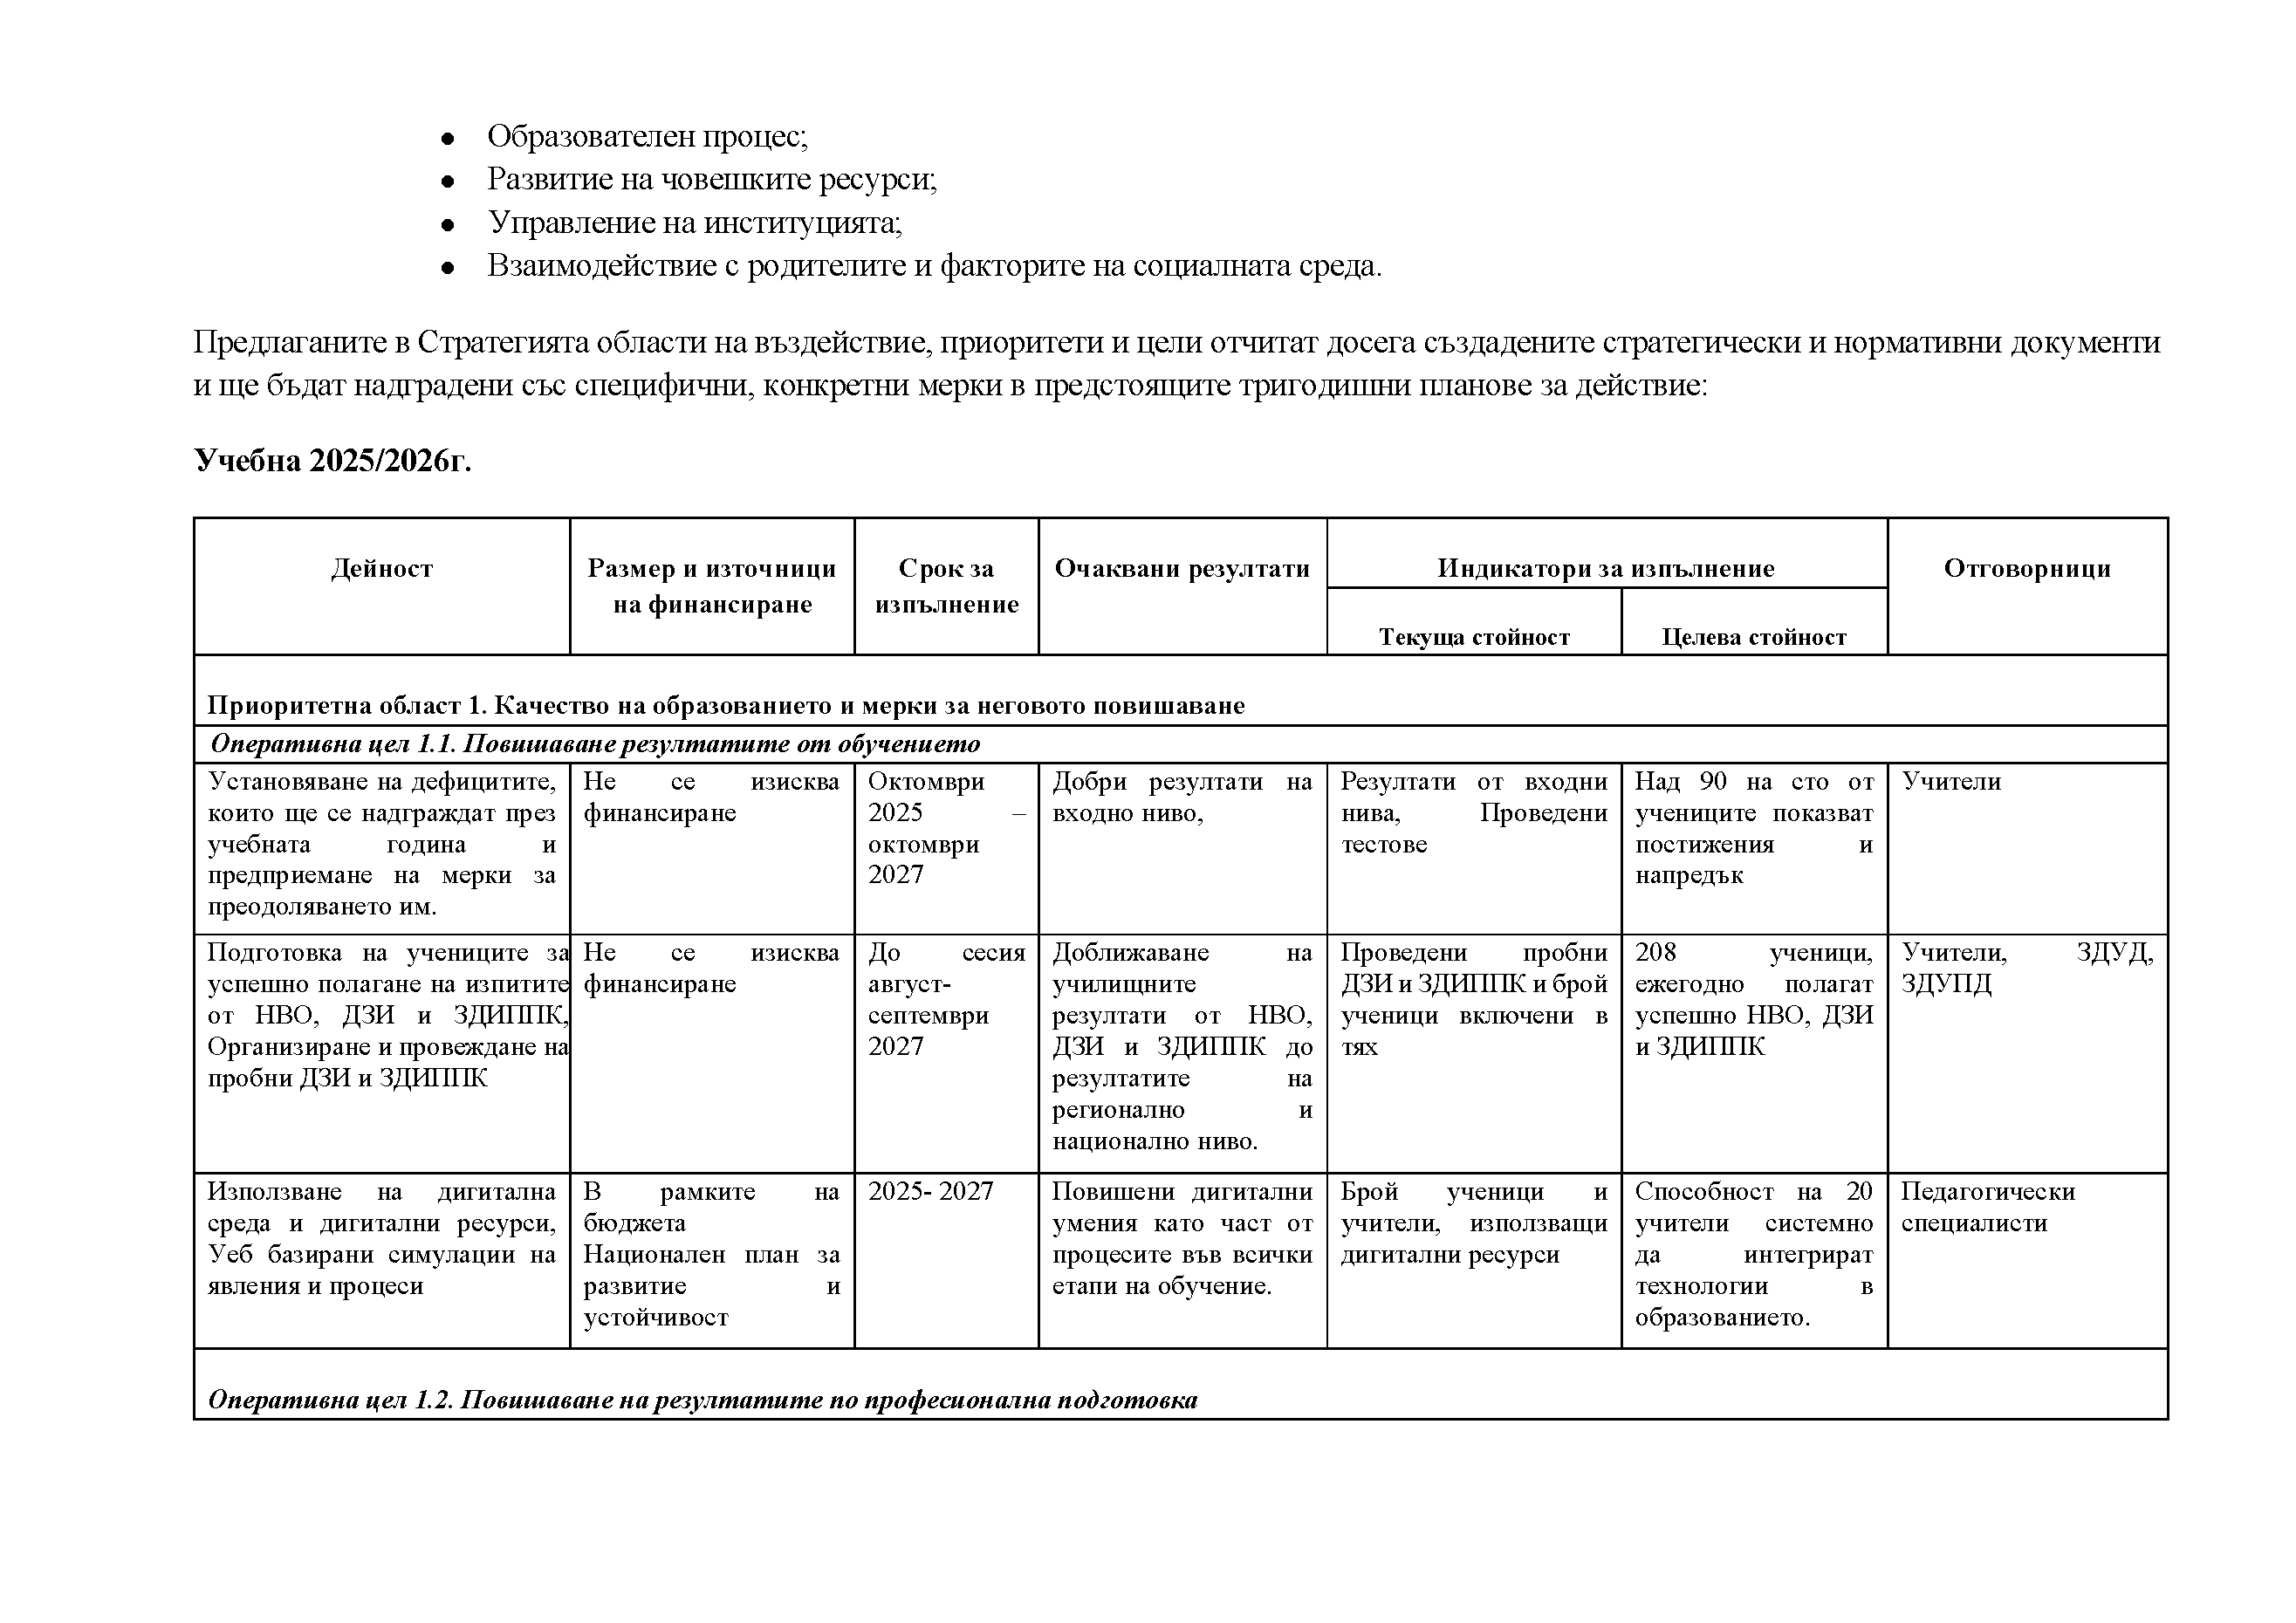 ● Образователен процес;
● Развитие на човешките ресурси;
● Управление на институцията;
● Взаимодействие с родителите и факторите на социалната среда.
Предлаганите в Стратегията области на въздействие, приоритети и цели отчитат досега създадените стратегически и нормативни документи
и ще бъдат надградени със специфични, конкретни мерки в предстоящите тригодишни планове за действие:
Учебна 2025/2026г.
Дейност
Размер и източници
на финансиране
Срок за
изпълнение
Очаквани резултати
Индикатори за изпълнение
Текуща стойност
Целева стойност
Отговорници
Приоритетна област 1. Качество на образованието и мерки за неговото повишаване
Оперативна цел 1.1. Повишаване резултатите от обучението
Установяване на дефицитите,
които ще се надграждат през
учебната година и
предприемане на мерки за
преодоляването им.
Не се изисква
финансиране
Октомври
2025 –
октомври
2027
Добри резултати на
входно ниво,
Резултати от входни
нива, Проведени
тестове
Над 90 на сто от
учениците показват
постижения и
напредък
Учители
Подготовка на учениците за
успешно полагане на изпитите
от НВО, ДЗИ и ЗДИППК,
Организиране и провеждане на
пробни ДЗИ и ЗДИППК
Не се изисква
финансиране
До сесия
август-
септември
2027
Доближаване на
училищните
резултати от НВО,
ДЗИ и ЗДИППК до
резултатите на
регионално и
национално ниво.
Проведени пробни
ДЗИ и ЗДИППК и брой
ученици включени в
тях
208 ученици,
ежегодно полагат
успешно НВО, ДЗИ
и ЗДИППК
Учители, ЗДУД,
ЗДУПД
Използване на дигитална
среда и дигитални ресурси,
Уеб базирани симулации на
явления и процеси
В рамките на
бюджета
Национален план за
развитие и
устойчивост
2025- 2027
Повишени дигитални
умения като част от
процесите във всички
етапи на обучение.
Брой ученици и
учители, използващи
дигитални ресурси
Способност на 20
учители системно
да интегрират
технологии в
образованието.
Педагогически
специалисти
Оперативна цел 1.2. Повишаване на резултатите по професионална подготовка